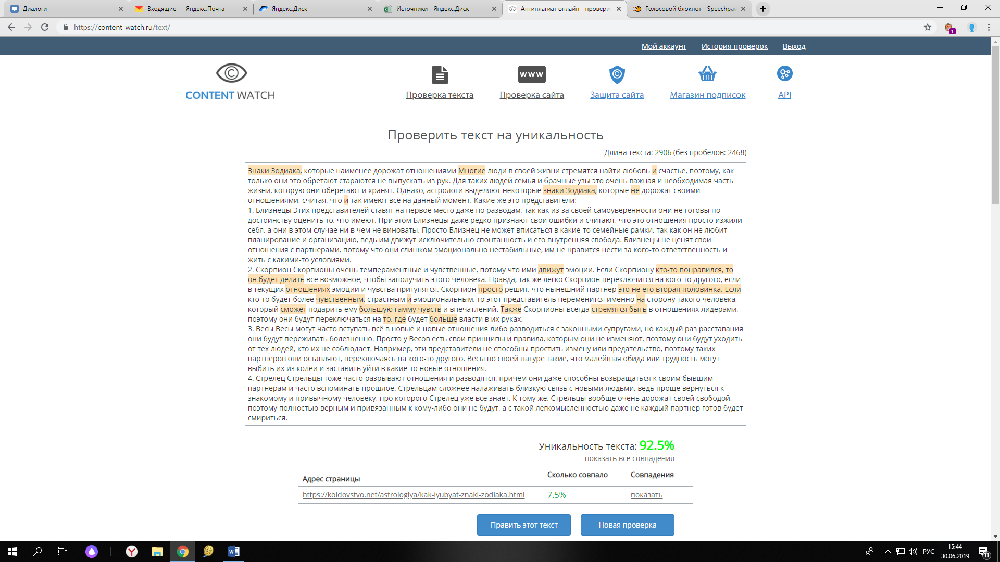 Диалоги
Входящие — Яндекс.Почта
Яндекс.Диск
Источники - Яндекс.Диск
Антиплагиат онлайн - проверит
Голосовой блокнот - Speechpad
https://content-watch.ru/text/
1
Мой аккаунт
История проверок
Выход
CONTENT WATCH
www
Проверка текста
Проверка сайта
Защита сайта
Магазин подписок
API
Проверить текст на уникальность
Длина текста: 2906 (без пробелов: 2468)
Знаки Зодиака, которые наименее дорожат отношениями Многие люди в своей жизни стремятся найти любовь и счастье, поэтому, как
только они это обретают стараются не выпускать из рук. Для таких людей семья и брачные узы это очень важная и необходимая часть
жизни, которую они оберегают и хранят. Однако, астрологи выделяют некоторые знаки Зодиака, которые не дорожат своими
отношениями, считая, что и так имеют всё на данный момент. Какие же это представители:
1. Близнецы Этих представителей ставят на первое место даже по разводам, так как из-за своей самоуверенности они не готовы по
достоинству оценить то, что имеют. При этом Близнецы даже редко признают свои ошибки и считают, что это отношения просто изжили
себя, а они в этом случае ни в чем не виноваты. Просто Близнец не может вписаться в какие-то семейные рамки, так как он не любит
планирование и организацию, ведь им движут исключительно спонтанность и его внутренняя свобода. Близнецы не ценят свои
отношения с партнерами, потому что они слишком эмоционально нестабильные, им не нравится нести за кого-то ответственность и
жить с какими-то условиями.
2. Скорпион Скорпионы очень темпераментные и чувственные, потому что ими движут эмоции. Если Скорпиону кто-то понравился, то
он будет делать все возможное, чтобы заполучить этого человека. Правда, так же легко Скорпион переключится на кого-то другого, если
в текущих отношениях эмоции и чувства притупятся. Скорпион просто решит, что нынешний партнёр это не его вторая половинка. Если
кто-то будет более чувственным, страстным и эмоциональным, то этот представитель переменится именно на сторону такого человека,
который сможет подарить ему большую гамму чувств и впечатлений. Также Скорпионы всегда стремятся быть в отношениях лидерами,
поэтому они будут переключаться на то, где будет больше власти в их руках.
3. Весы Весы могут часто вступать всё в новые и новые отношения либо разводиться с законными супругами, но каждый раз расставания
они будут переживать болезненно. Просто у Весов есть свои принципы и правила, которым они не изменяют, поэтому они будут уходить
от тех людей, кто их не соблюдает. Например, эти представители не способны простить измену или предательство, поэтому таких
партнёров они оставляют, переключаясь на кого-то другого. Весы по своей натуре такие, что малейшая обида или трудность могут
выбить их из колеи и заставить уйти в какие-то новые отношения.
4. Стрелец Стрельцы тоже часто разрывают отношения и разводятся, причём они даже способны возвращаться к своим бывшим
партнёрам и часто вспоминать прошлое. Стрельцам сложнее налаживать близкую связь с новыми людьми, ведь проще вернуться к
знакомому и привычному человеку, про которого Стрелец уже все знает. К тому же, Стрельцы вообще очень дорожат своей свободой,
поэтому полностью верным и привязанным к кому-либо они не будут, а с такой легкомысленностью даже не каждый партнер готов будет
смириться.
Уникальность текста: 92.5%
показать все совпадения
Адрес страницы
Сколько совпало
Совпадения
https://koldovstvo.net/astrologiya/kak-lyubyat-znaki-zodiaka.html
7.5%
показать
Править этот текст
Новая проверка
РУС
15:44
30.06.2019
11